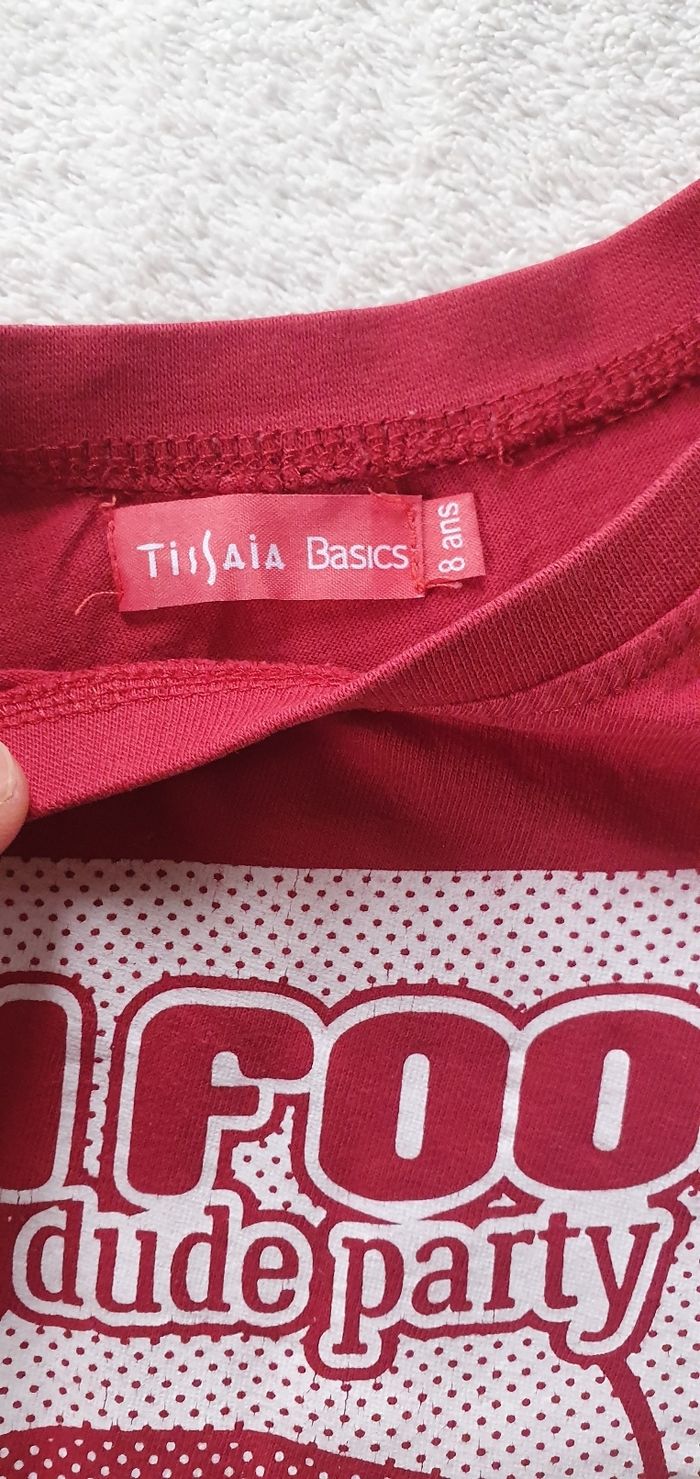 TissAiA Basics
8 ans
FOO
dude party